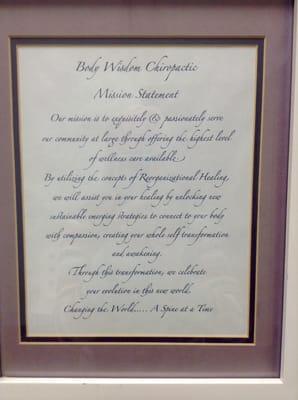 Body Wisdom Chiropactic
Mission Statement
Our mission is to exquisitely & passionately serve
our community at large through offering the highest level
of wellness care available.
By utilizing the concepts of Reorganizational Healing,
we will assist you in your healing by unlocking new
sustainable emerging strategies to connect to your body
with compassion, creating your whole self transformation
and awakening.
Through this transformation, we celebrate
your evolution in this new world.
Changing the World..... A Spine at a Time